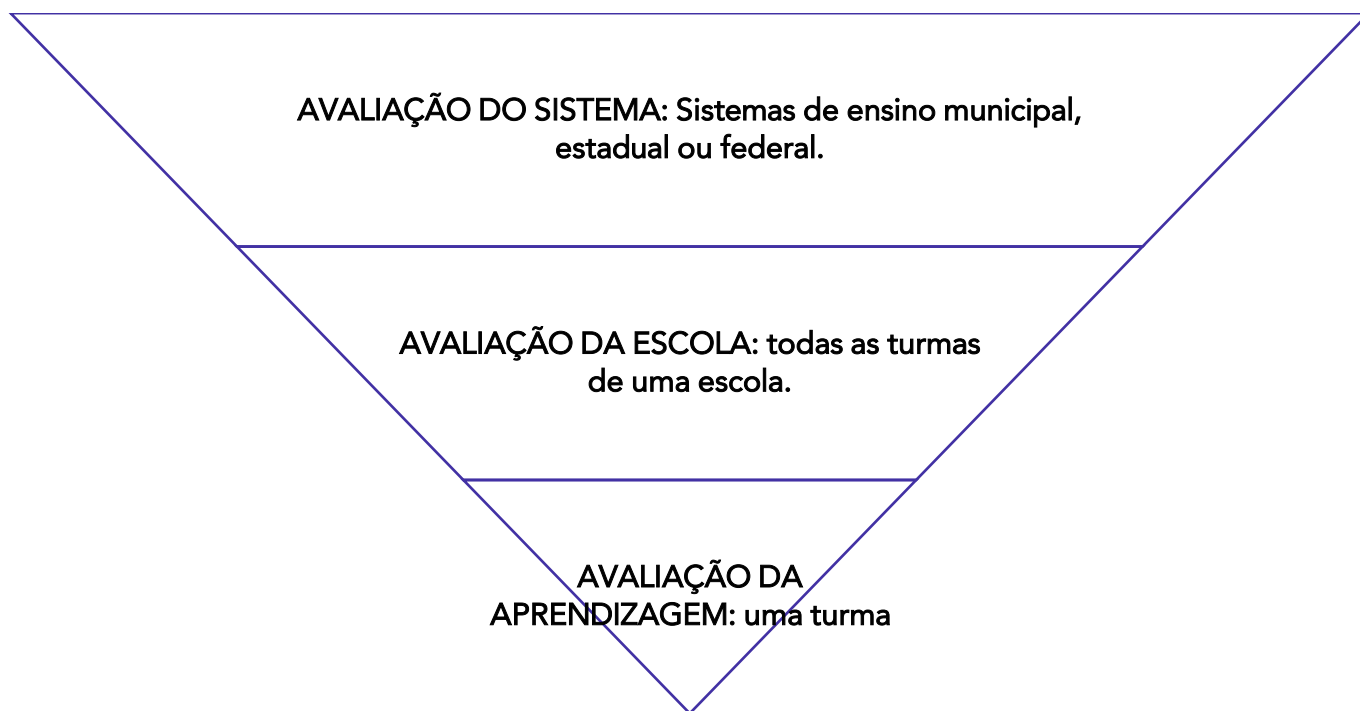 AVALIAÇÃO DO SISTEMA: Sistemas de ensino municipal,
estadual ou federal.
AVALIAÇÃO DA ESCOLA: todas as turmas
de uma escola.
AVALIAÇÃO DA
APRENDIZAGEM: uma turma